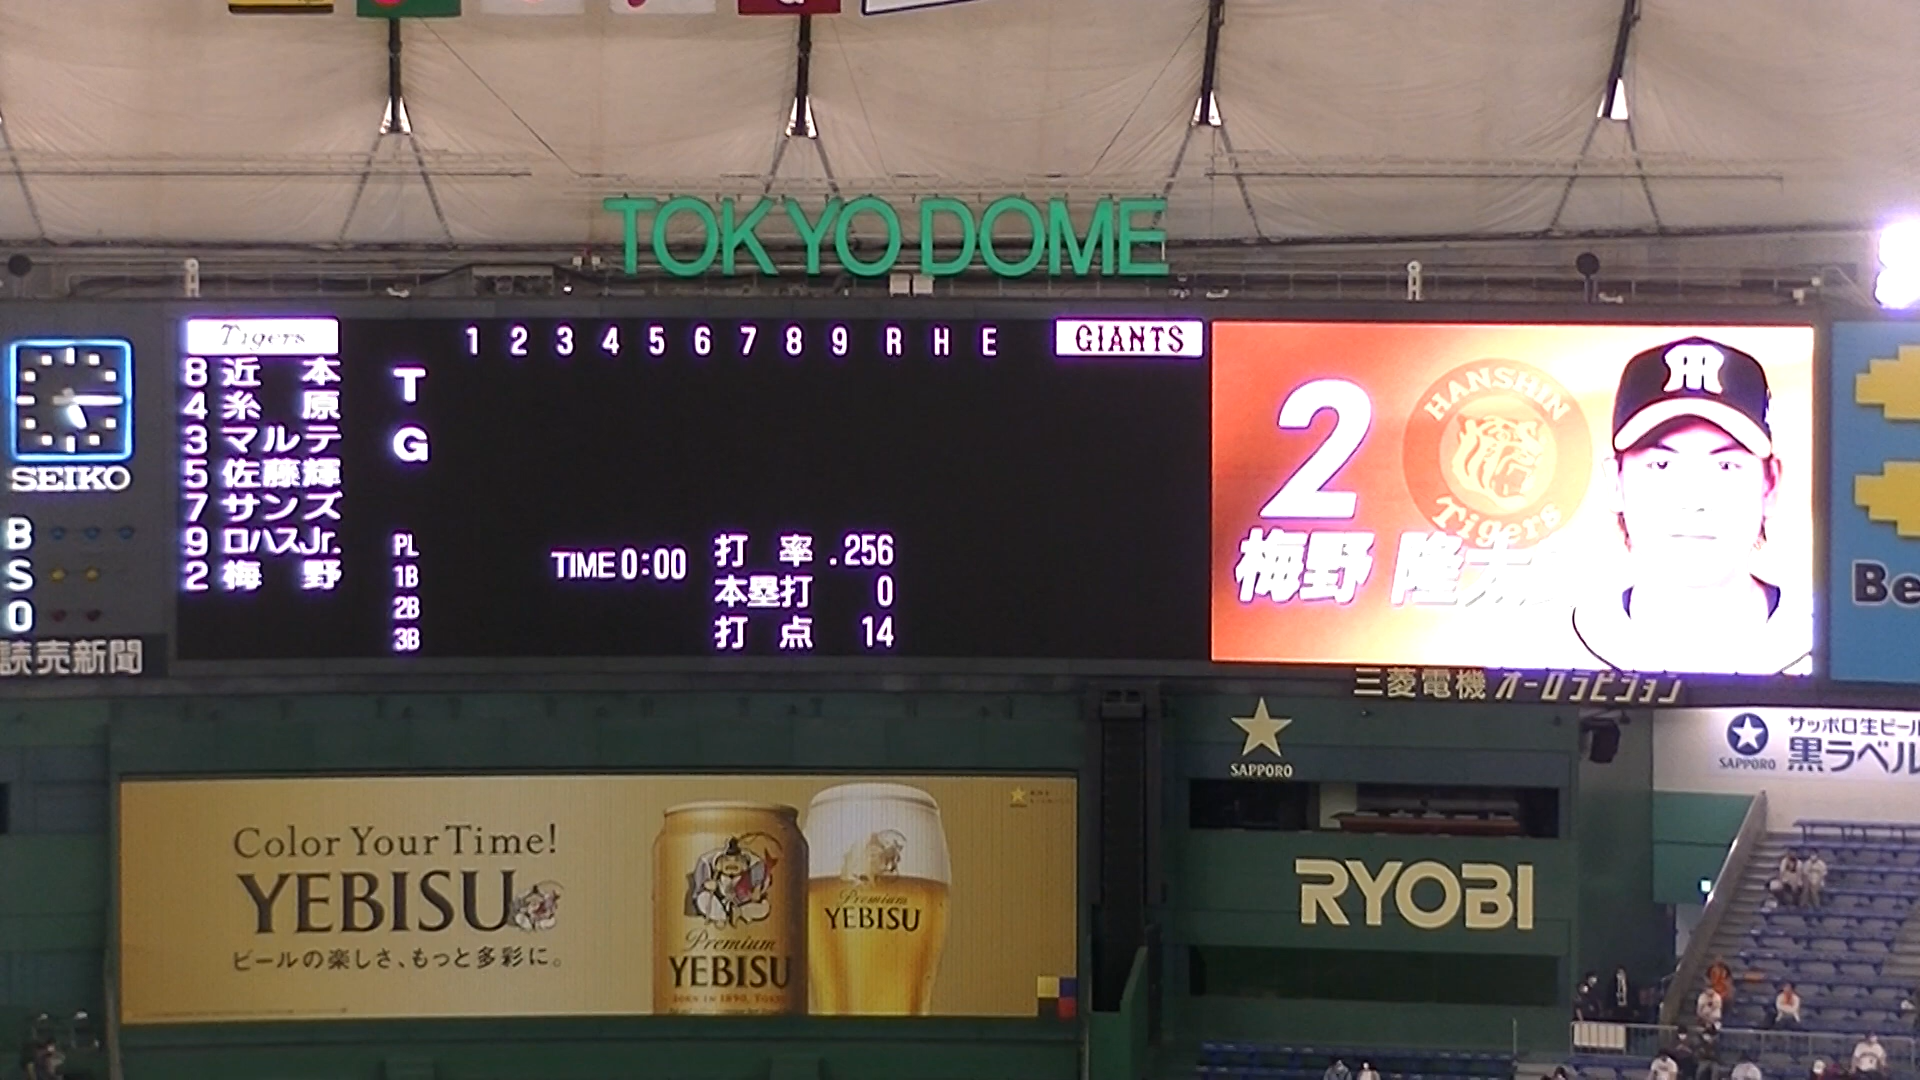 TOKYO DOME
Tigers
1 2 3 4 5 6 7 8 9 R H E
GIANTS
8 近本
4 糸原
3 マルテ
5 佐藤輝
7 サンズ
9 ロハスJr.
2 梅野
T
G
PL
1B
2B
3B
TIME 0:00
打率 .256
本塁打 0
打点 14
2
HANSHIN
Tigers
梅野 隆太
SEIKO
B
S
O
読売新聞
Be
三菱電機 オーロラビジョン
SAPPORO
SAPPORO
サッポロ生ビール
黒ラベル
Color Your Time!
YEBISU
ビールの楽しさ、もっと多彩に。
Premium
YEBISU
BORN IN 1890, TOKYO
Premium
YEBISU
RYOBI